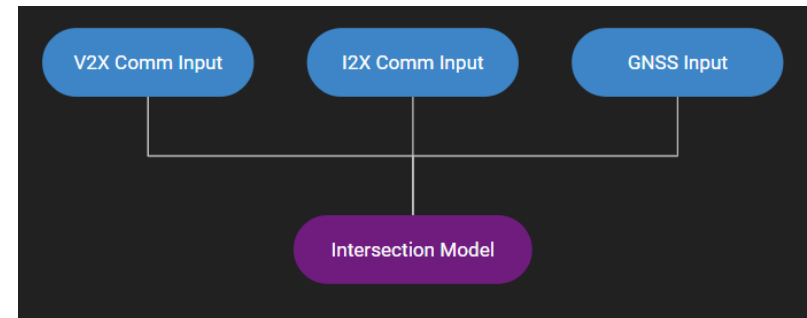 V2X Comm Input
I2X Comm Input
GNSS Input
Intersection Model